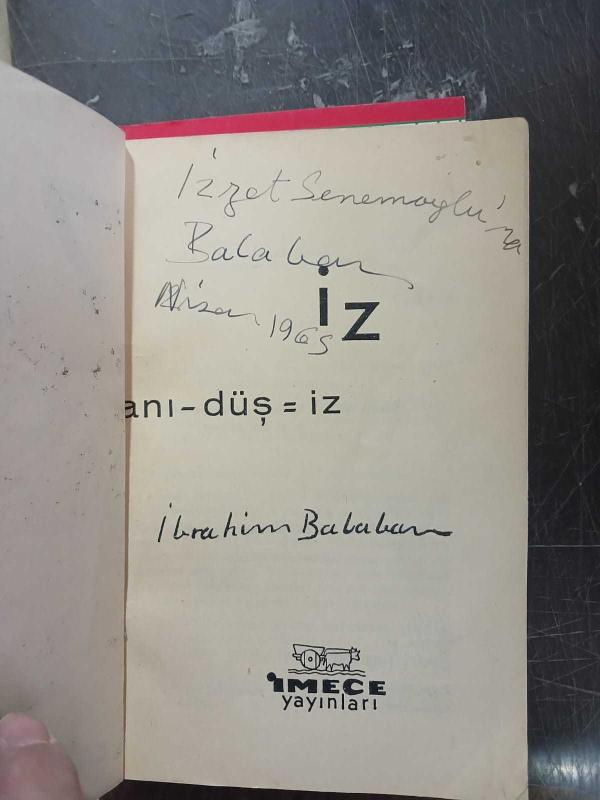 İzzet Senemoğlu'na
Balaban
Nisan 1965
İZ
anı-düş=iz
İbrahim Balaban
İMECE
yayınları